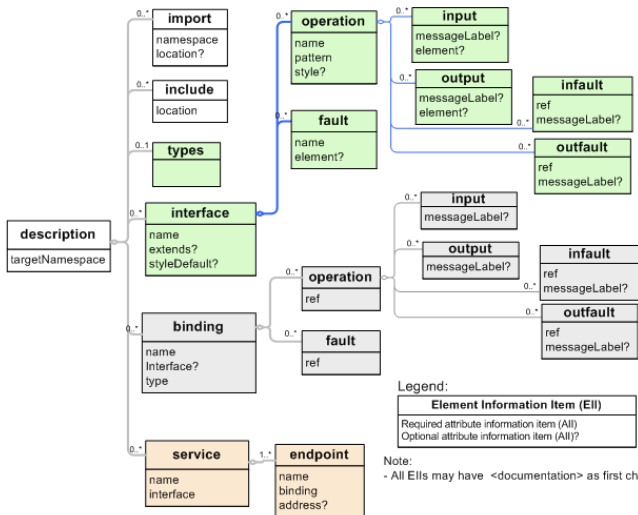 description
targetNamespace
0..*
import
namespace
location?
0..*
include
location
0..1
types
0..*
interface
name
extends?
styleDefault?
0..*
operation
name
pattern
style?
0..*
input
messageLabel?
element?
0..*
output
messageLabel?
element?
0..*
infault
ref
messageLabel?
0..*
outfault
ref
messageLabel?
0..*
fault
name
element?
0..*
binding
name
Interface?
type
0..*
operation
ref
0..*
input
messageLabel?
0..*
output
messageLabel?
0..*
infault
ref
messageLabel?
0..*
outfault
ref
messageLabel?
0..*
fault
ref
0..*
service
name
interface
1..*
endpoint
name
binding
address?
Legend:
Element Information Item (EII)
Required attribute information item (AII)
Optional attribute information item (AII)?
Note:
- All EIIs may have <documentation> as first ch